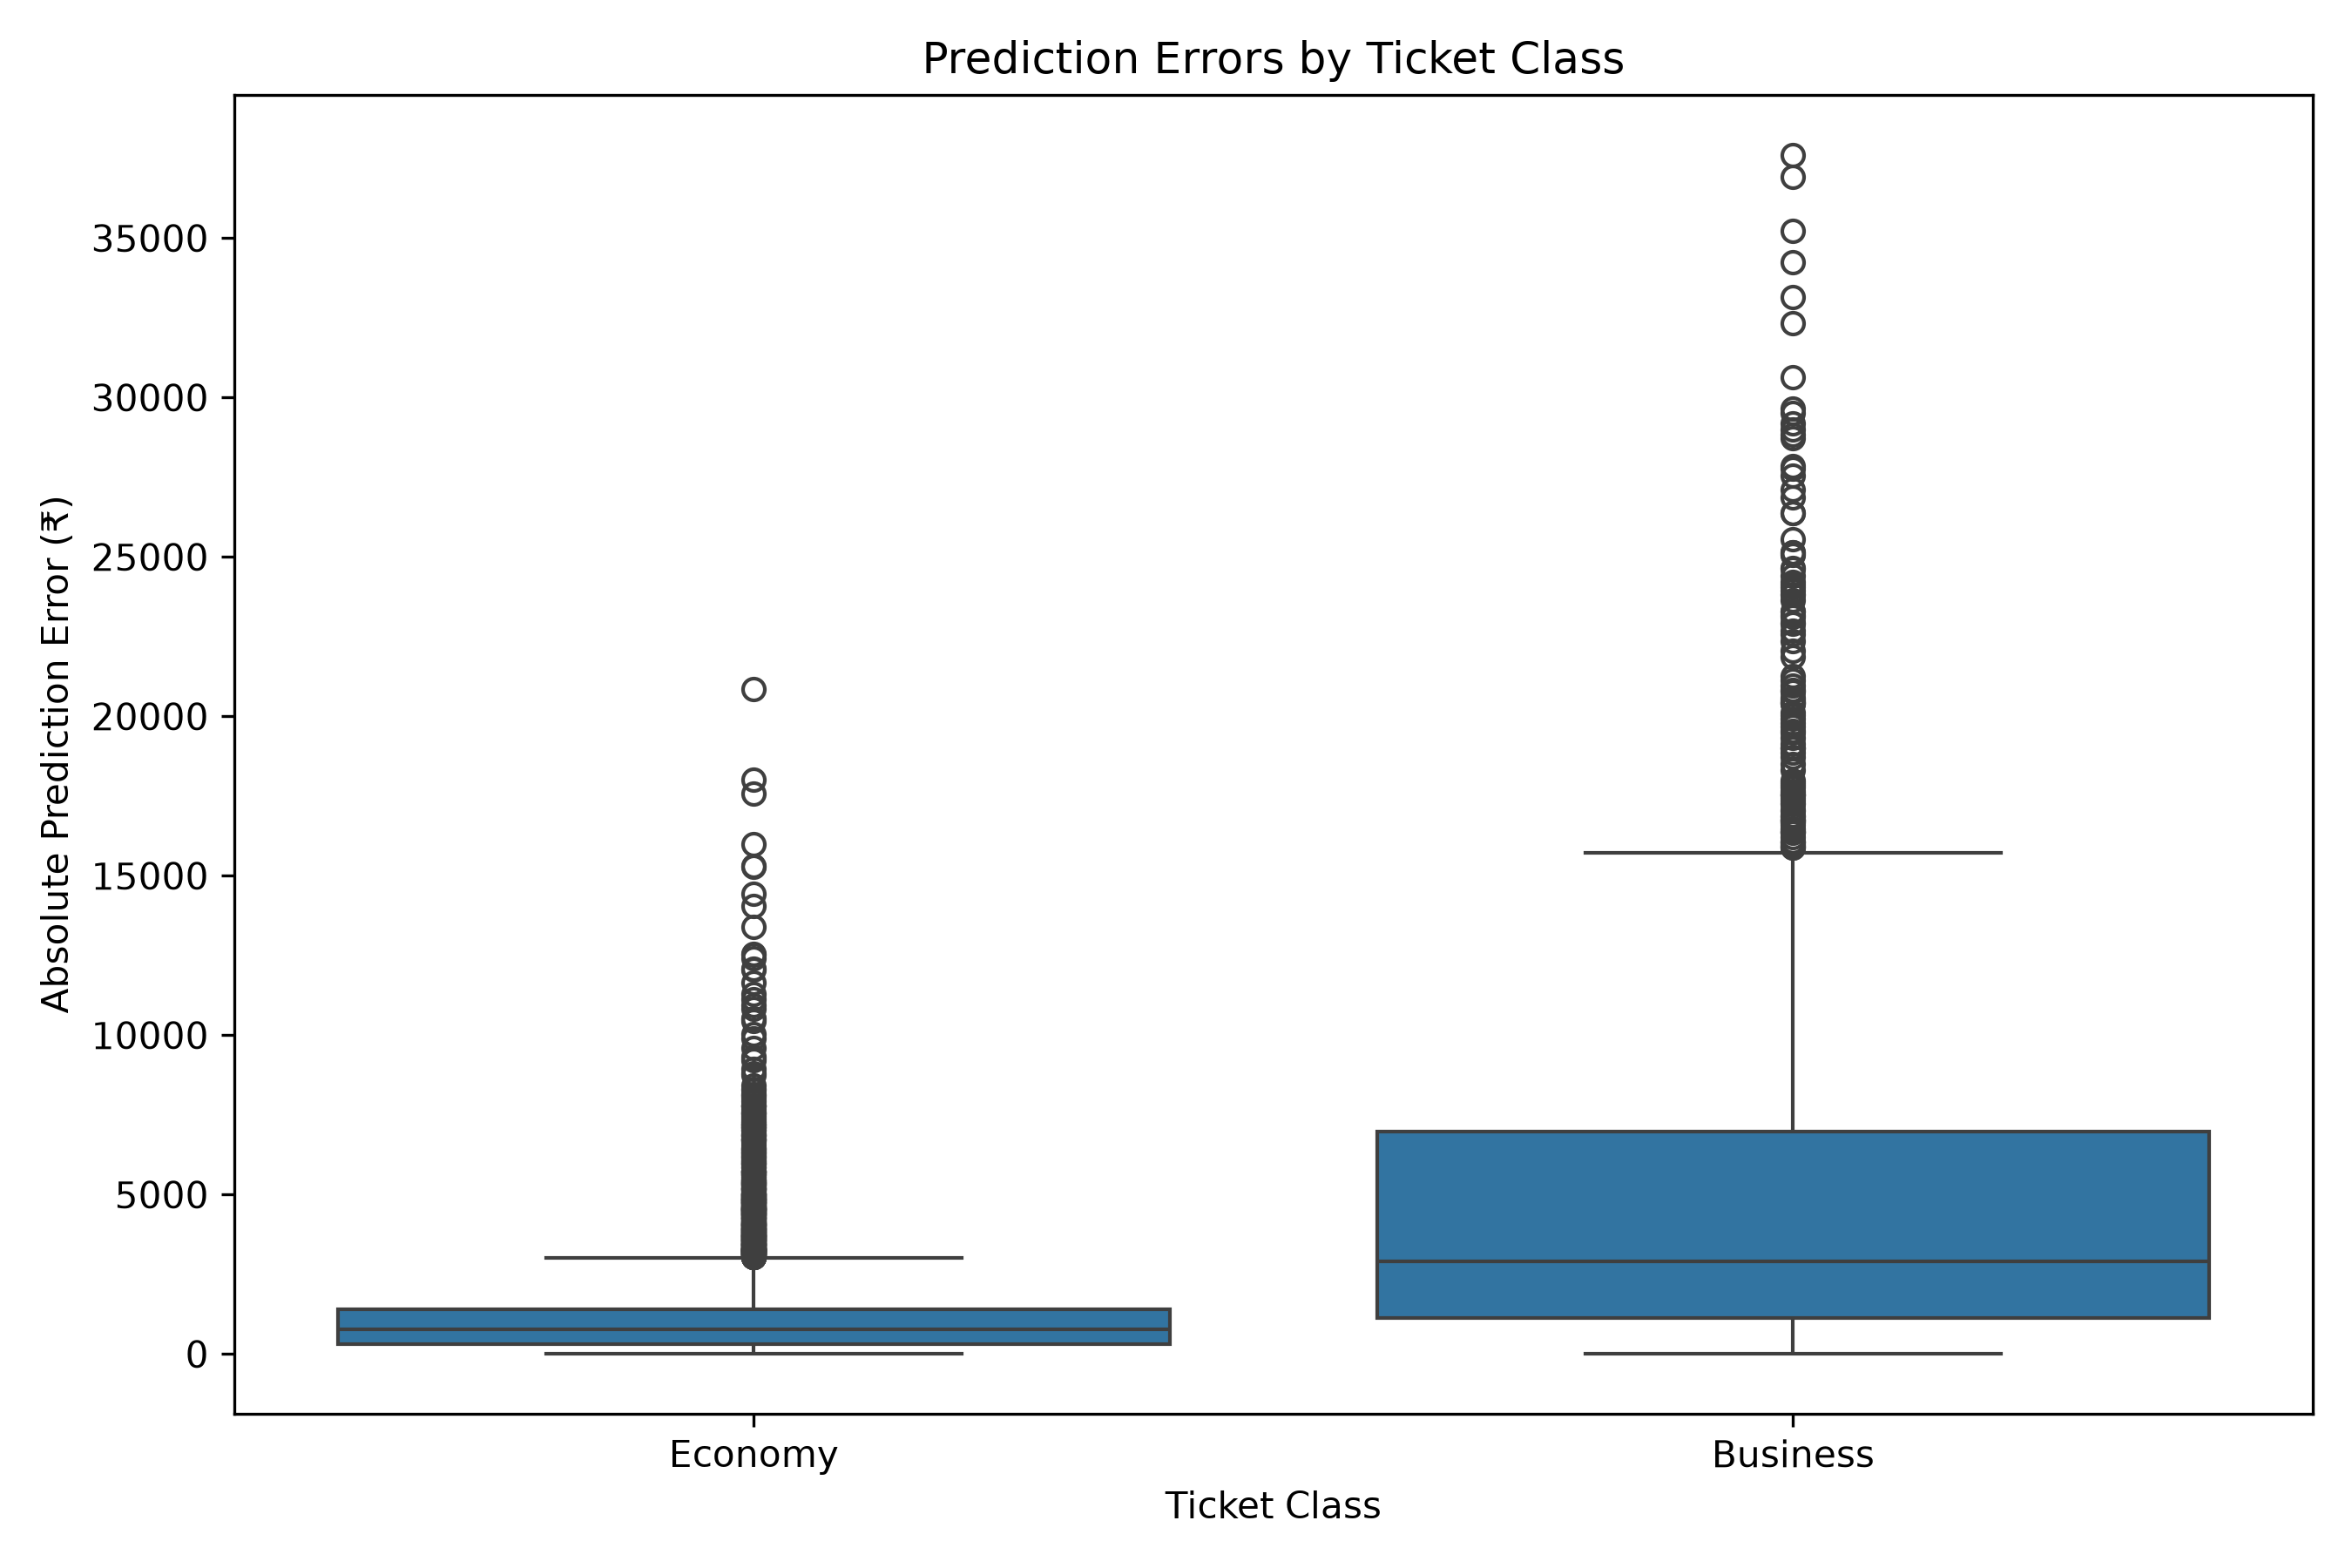 Prediction Errors by Ticket Class
Absolute Prediction Error (₹)
35000
30000
25000
20000
15000
10000
5000
0
Economy
Business
Ticket Class